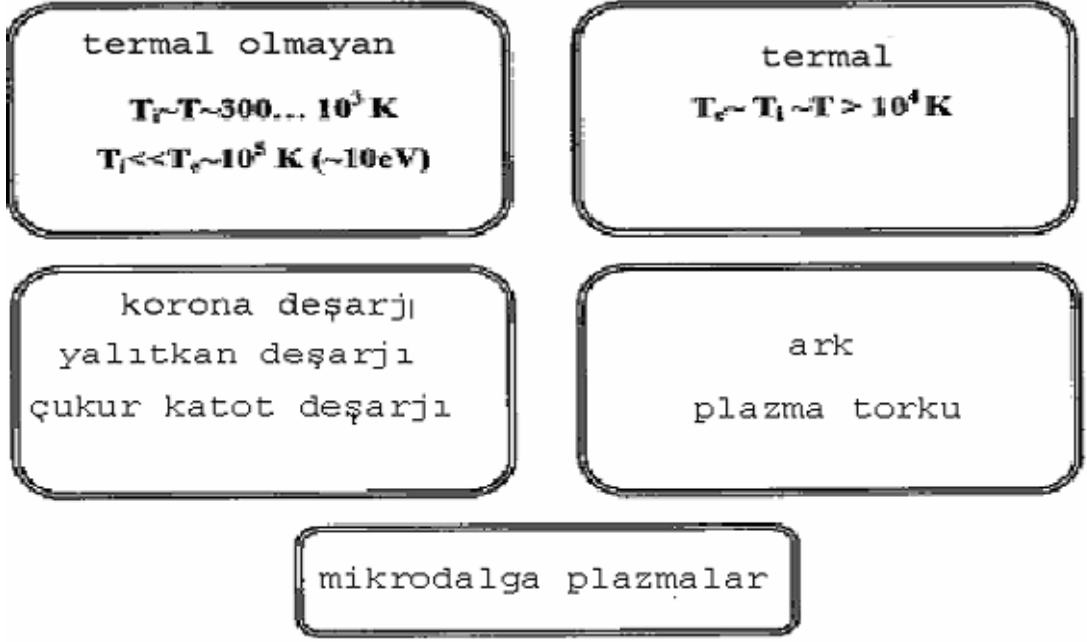 termal olmayan
Tᵢ~T~300... 10³ K
Tᵢ<<Tₑ~10⁵ K (~10eV)
termal
Tₑ~ Tᵢ ~T > 10⁴ K
korona deşarjı
yalıtkan deşarjı
çukur katot deşarjı
ark
plazma torku
mikrodalga plazmalar